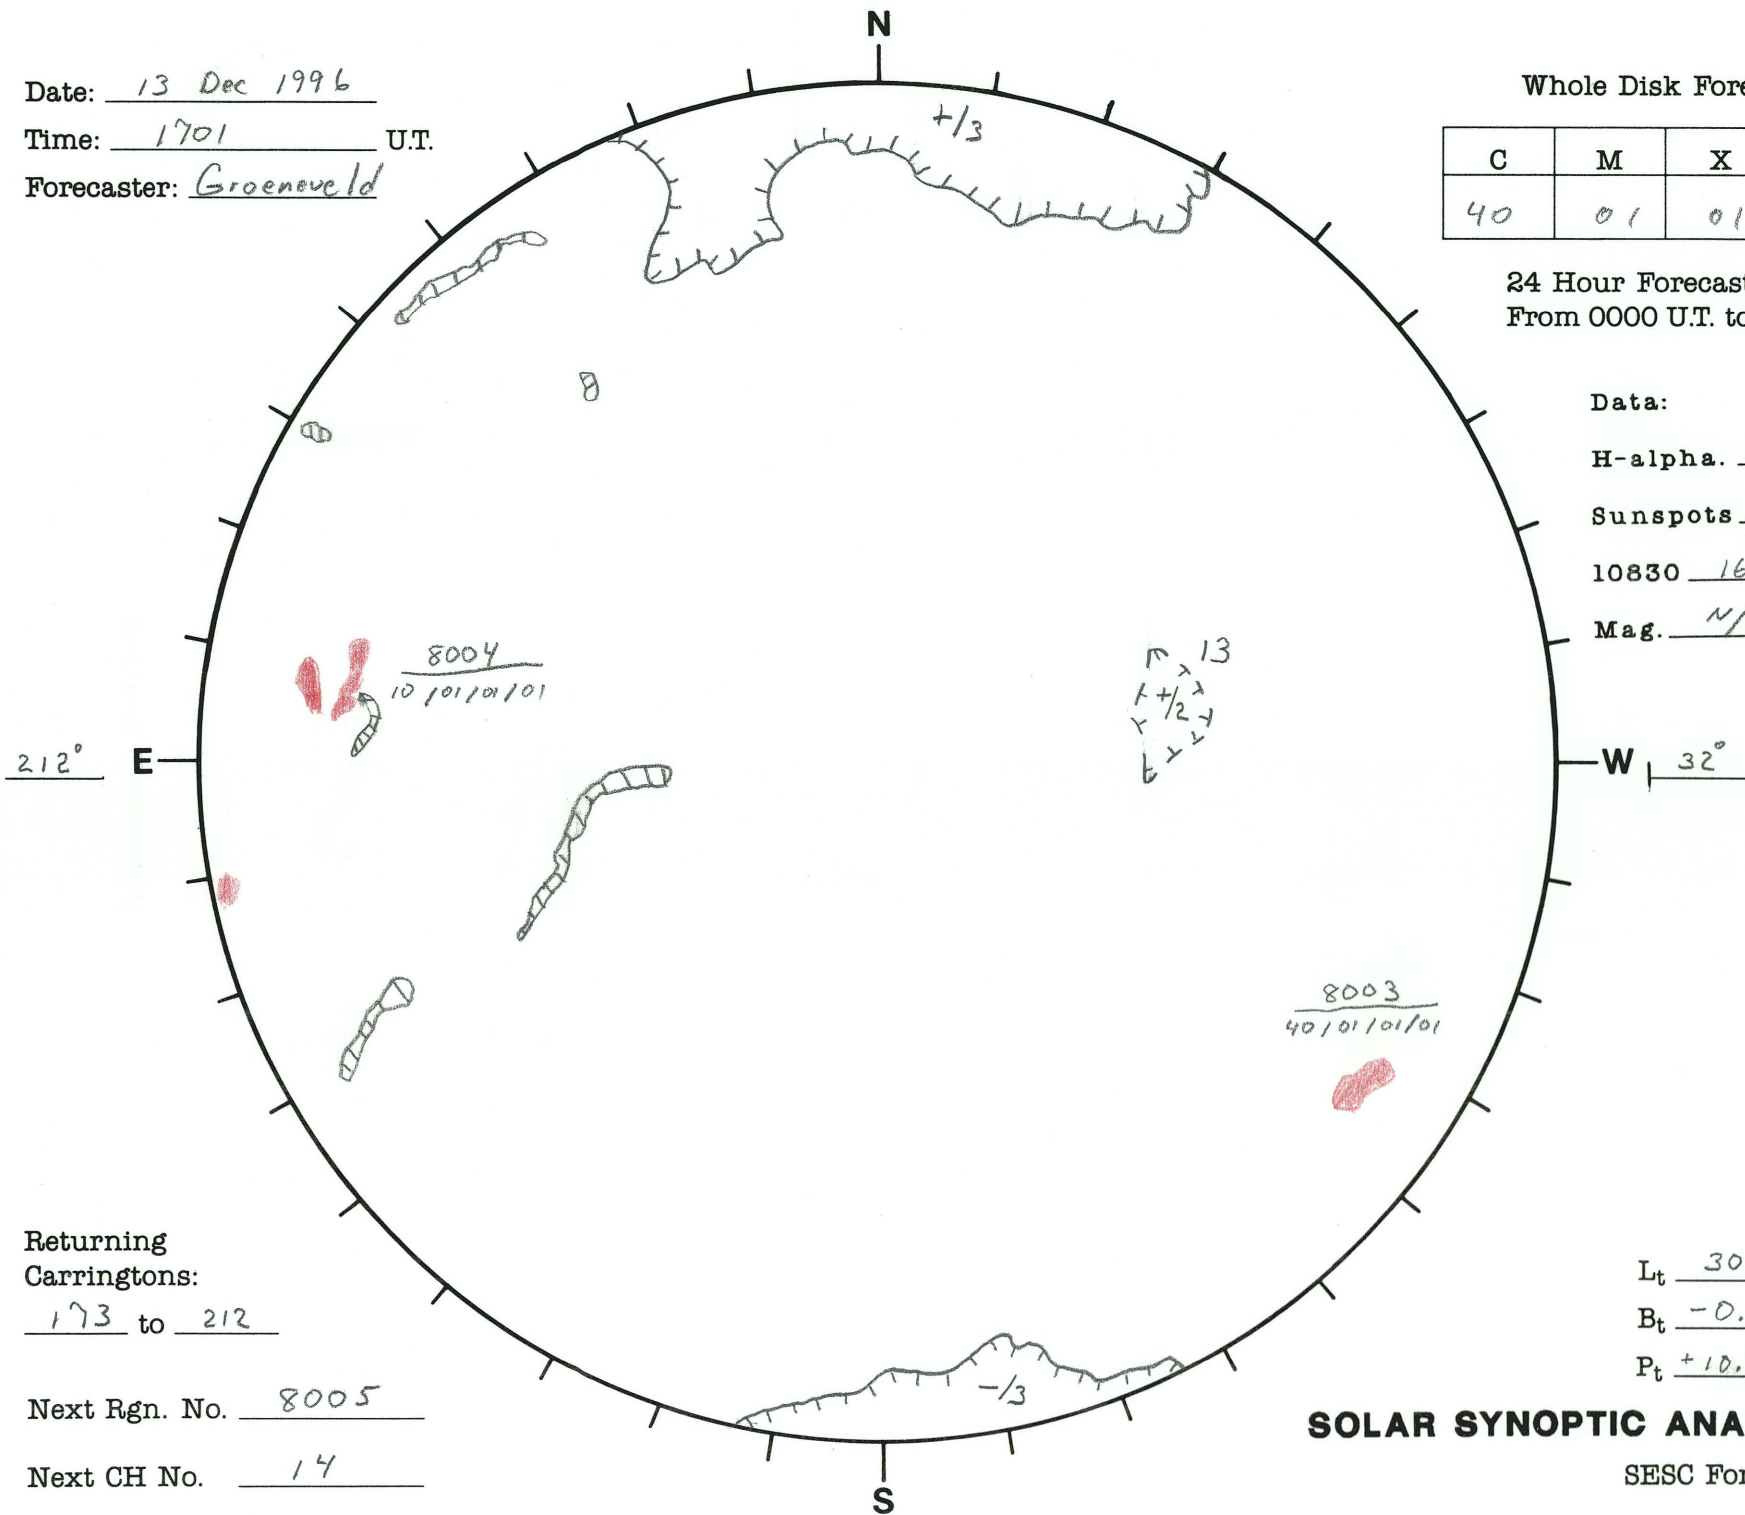 N
Date: 13 Dec 1996
Time: 1701 U.T.
Forecaster: Groeneveld
+/3
Whole Disk Fore
C M X
40 01 01
24 Hour Forecast
From 0000 U.T. to
Data:
H-alpha.
Sunspots
10830 16
Mag. N/
8004
10/01/01/01
13
+/2
212° E
W 32°
8003
40/01/01/01
Returning
Carringtons:
173 to 212
Next Rgn. No. 8005
Next CH No. 14
-/3
Lt 30
Bt -0.
Pt +10.
SOLAR SYNOPTIC ANA
SESC For
S